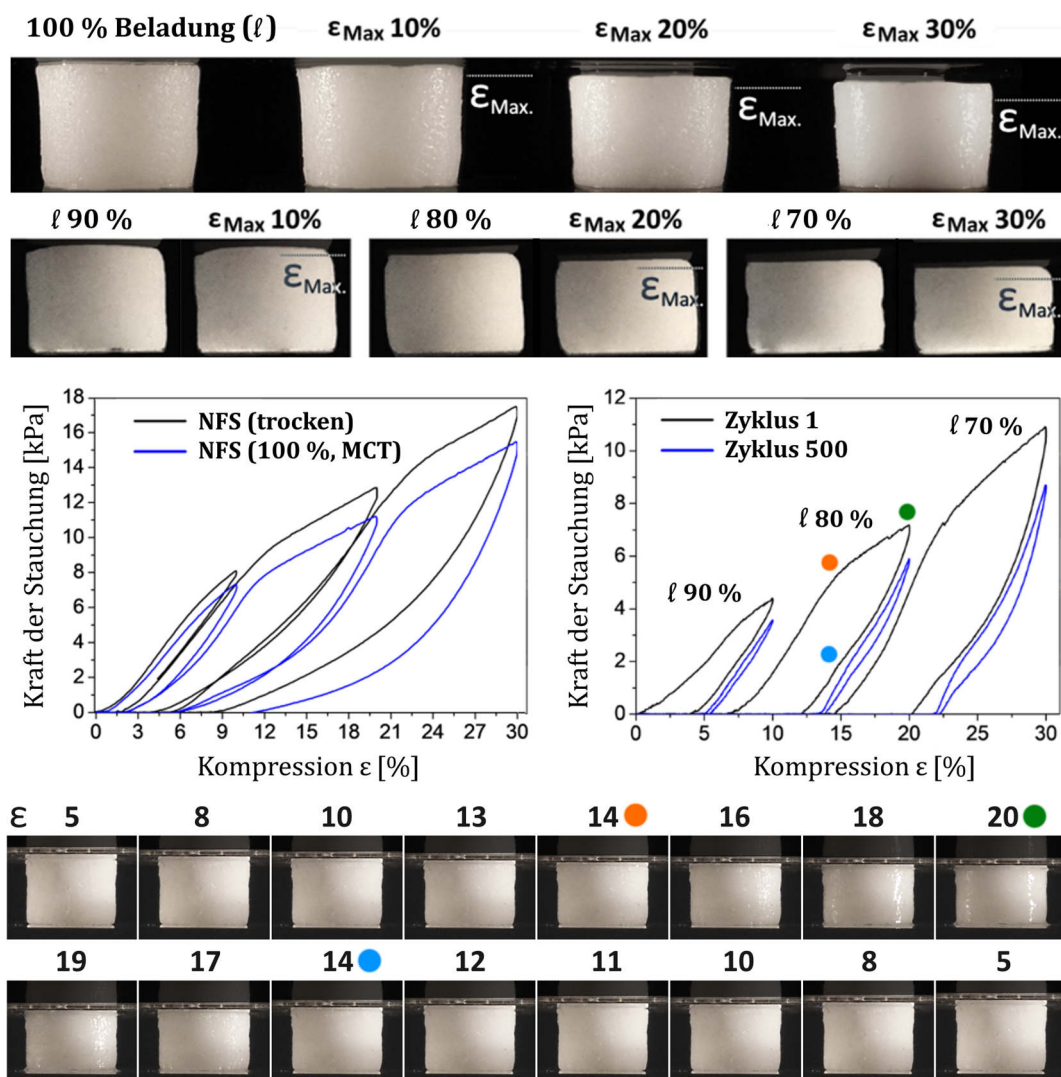 100 % Beladung (ℓ) εMax 10% εMax 20% εMax 30%
εMax. εMax. εMax.
ℓ 90 % εMax 10% ℓ 80 % εMax 20% ℓ 70 % εMax 30%
εMax. εMax. εMax.
Kraft der Stauchung [kPa]
18
16
14
12
10
8
6
4
2
0
NFS (trocken)
NFS (100 %, MCT)
0 3 6 9 12 15 18 21 24 27 30
Kompression ε [%]
Kraft der Stauchung [kPa]
12
10
8
6
4
2
0
Zyklus 1
Zyklus 500
ℓ 70 %
ℓ 80 %
ℓ 90 %
0 5 10 15 20 25 30
Kompression ε [%]
ε 5 8 10 13 14 16 18 20
19 17 14 12 11 10 8 5